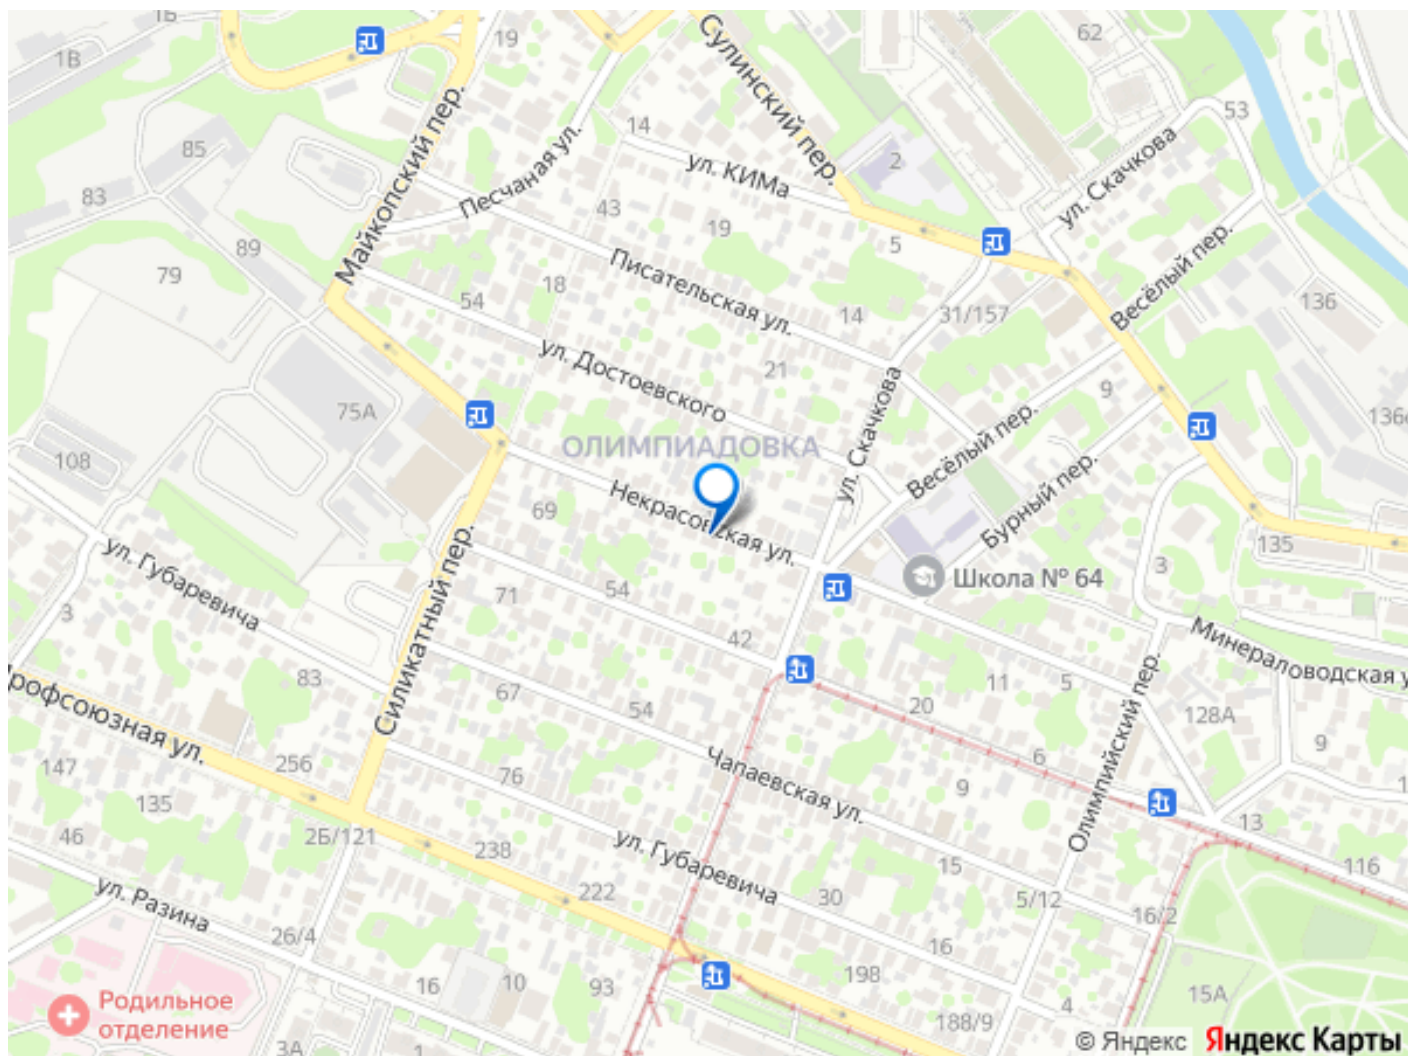 1Б
19
62
1В
Сулинский пер.
53
14
85
2
ул. КИМа
ул. Скачкова
Майкопский пер.
Песчаная ул.
83
43
19
5
89
Весёлый пер.
79
Писательская ул.
18
54
14
31/157
136
ул. Достоевского
21
9
75А
ул. Скачкова
ОЛИМПИАДОВКА
Весёлый пер.
108
Некрасовская ул.
69
Бурный пер.
135
ул. Губаревича
Силикатный пер.
Школа № 64
3
71
54
3
42
Минераловодская у
83
67
11
5
Олимпийский пер.
Профсоюзная ул.
54
20
128А
9
6
147
256
76
Чапаевская ул.
9
135
13
46
2Б/121
238
ул. Губаревича
15
116
222
30
5/12
ул. Разина
16/2
26/4
16
198
16
10
93
15А
Родильное
отделение
4
188/9
3А
1
© Яндекс Яндекс Карты